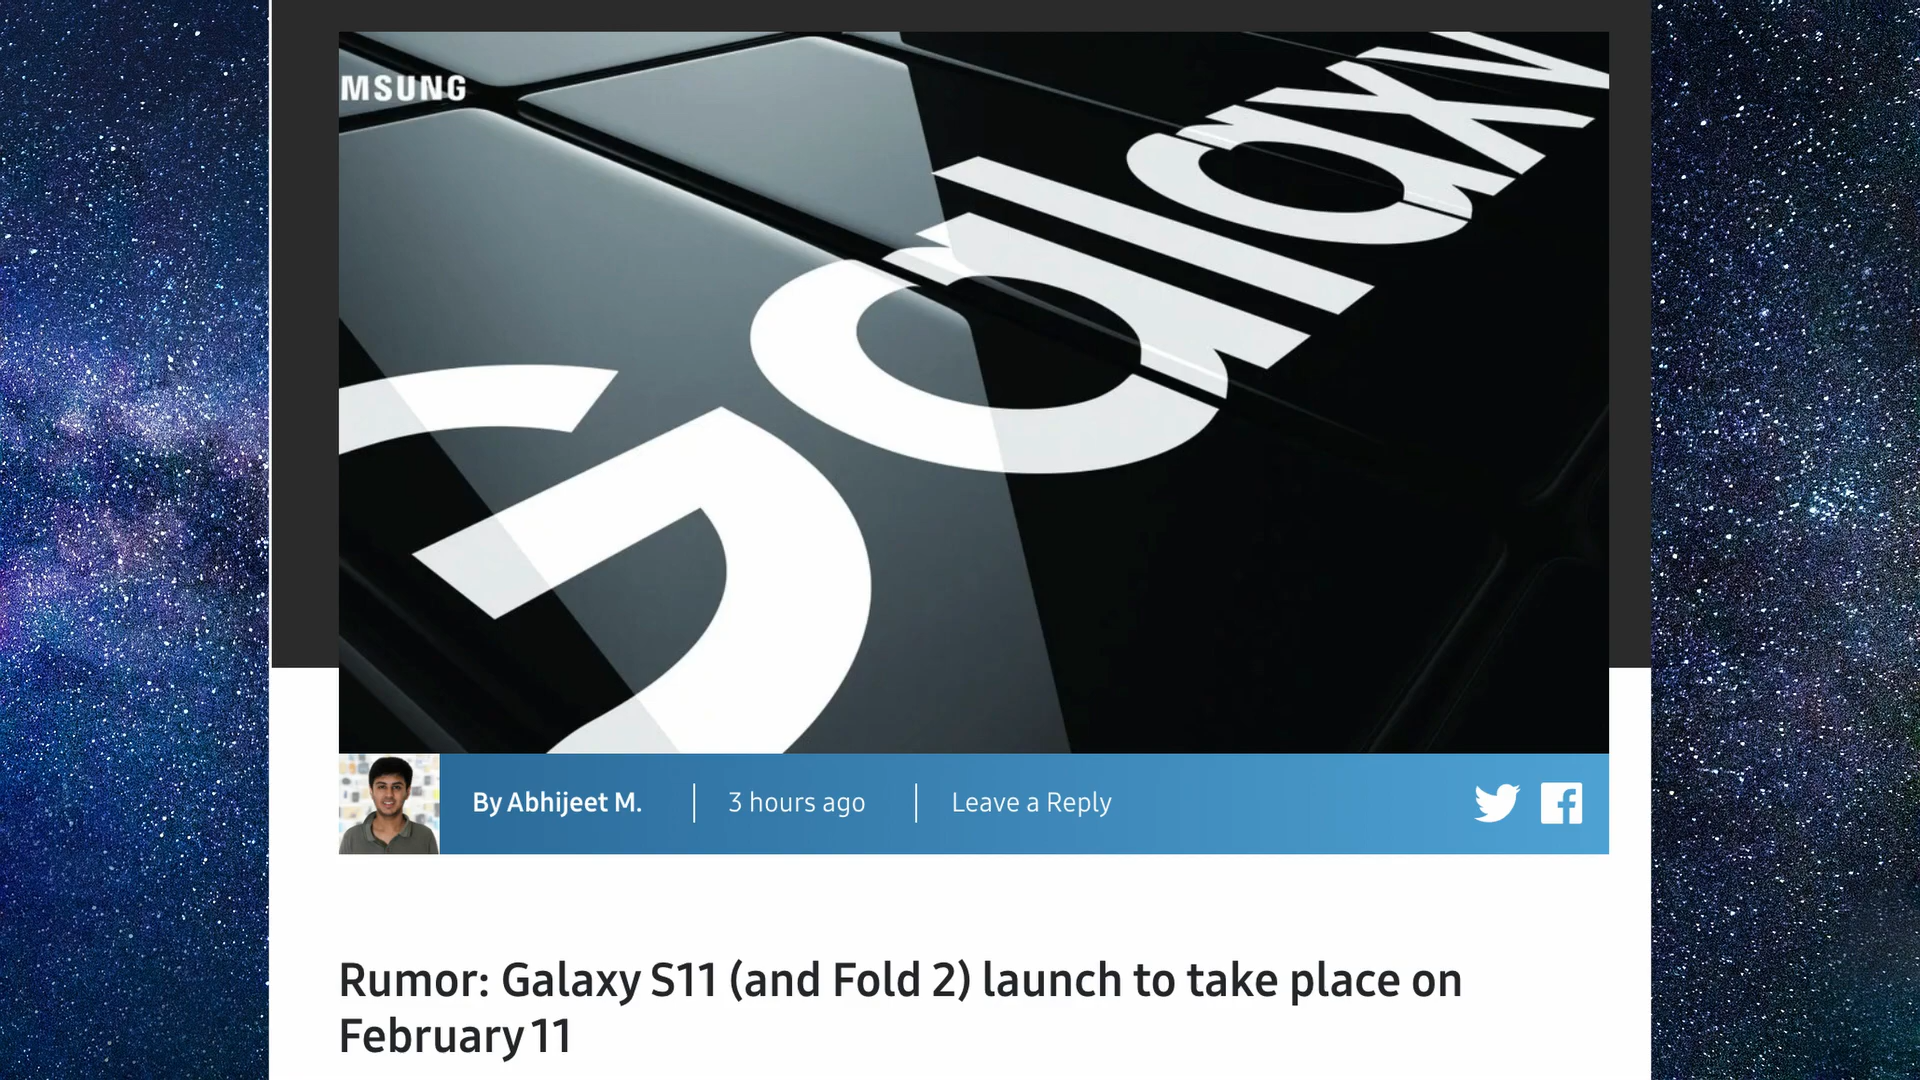 MSUNG
Galaxy
By Abhijeet M.
3 hours ago
Leave a Reply
Rumor: Galaxy S11 (and Fold 2) launch to take place on
February 11